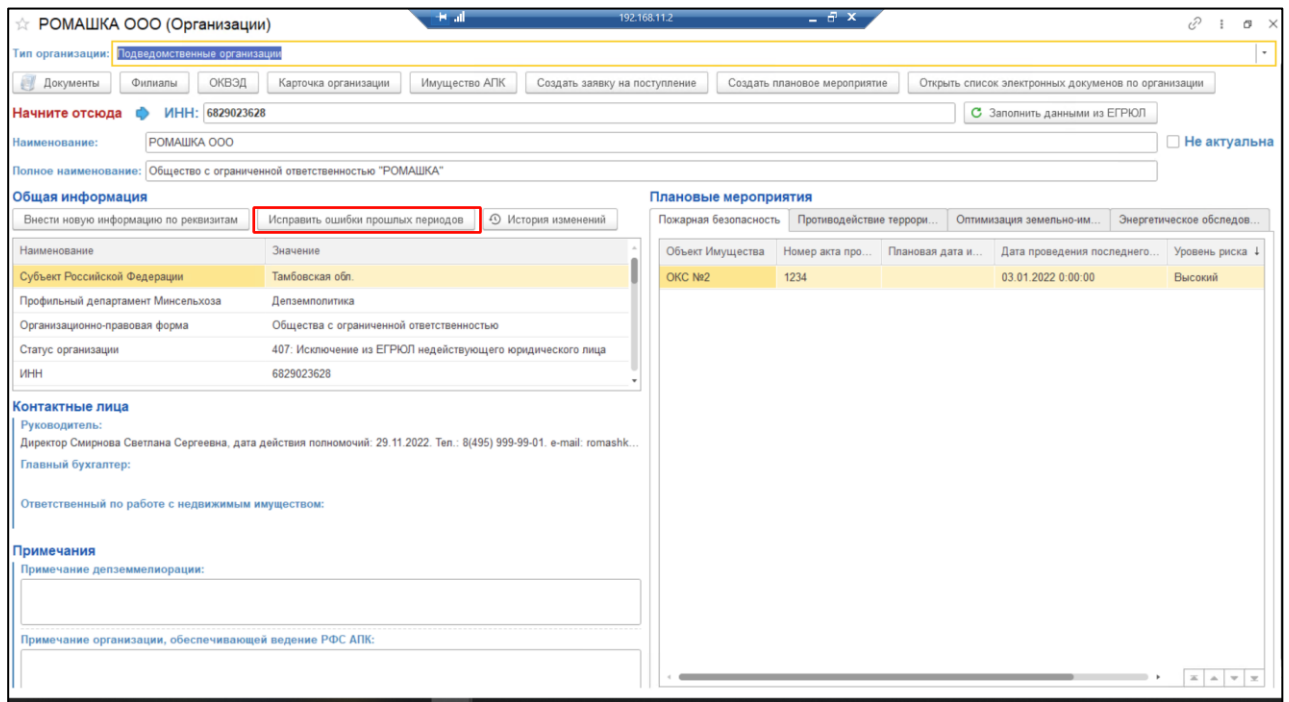 РОМАШКА ООО (Организации)
192.168.11.2
Тип организации: Подведомственные организации
Документы Филиалы ОКВЭД Карточка организации Имущество АПК Создать заявку на поступление Создать плановое мероприятие Открыть список электронных докуменов по организации
Начните отсюда ИНН: 6829023628 Заполнить данными из ЕГРЮЛ
Наименование: РОМАШКА ООО Не актуальна
Полное наименование: Общество с ограниченной ответственностью "РОМАШКА"
Общая информация Плановые мероприятия
Внести новую информацию по реквизитам Исправить ошибки прошлых периодов История изменений Пожарная безопасность Противодействие террори... Оптимизация земельно-им... Энергетическое обследов...
Наименование Значение Объект Имущества Номер акта про... Плановая дата и... Дата проведения последнего... Уровень риска ↓
Субъект Российской Федерации Тамбовская обл. ОКС №2 1234 03.01.2022 0:00:00 Высокий
Профильный департамент Минсельхоза Депземполитика
Организационно-правовая форма Общества с ограниченной ответственностью
Статус организации 407: Исключение из ЕГРЮЛ недействующего юридического лица
ИНН 6829023628
Контактные лица
Руководитель:
Директор Смирнова Светлана Сергеевна, дата действия полномочий: 29.11.2022. Тел.: 8(495) 999-99-01. e-mail: romashk...
Главный бухгалтер:
Ответственный по работе с недвижимым имуществом:
Примечания
Примечание депземмелиорации:
Примечание организации, обеспечивающей ведение РФС АПК: